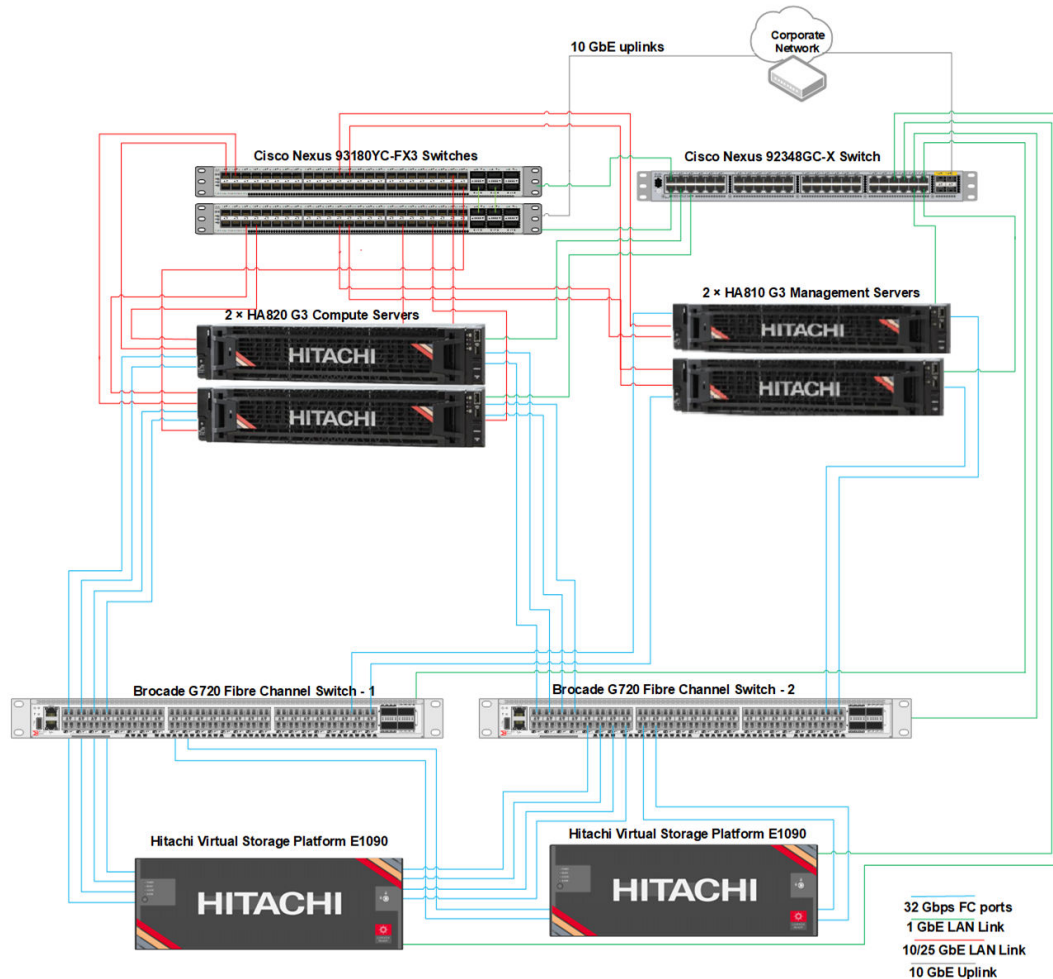 10 GbE uplinks
Corporate
Network
Cisco Nexus 93180YC-FX3 Switches
Cisco Nexus 92348GC-X Switch
2 × HA820 G3 Compute Servers
2 × HA810 G3 Management Servers
HITACHI
HITACHI
HITACHI
HITACHI
Brocade G720 Fibre Channel Switch - 1
Brocade G720 Fibre Channel Switch - 2
Hitachi Virtual Storage Platform E1090
Hitachi Virtual Storage Platform E1090
HITACHI
HITACHI
32 Gbps FC ports
1 GbE LAN Link
10/25 GbE LAN Link
10 GbE Uplink